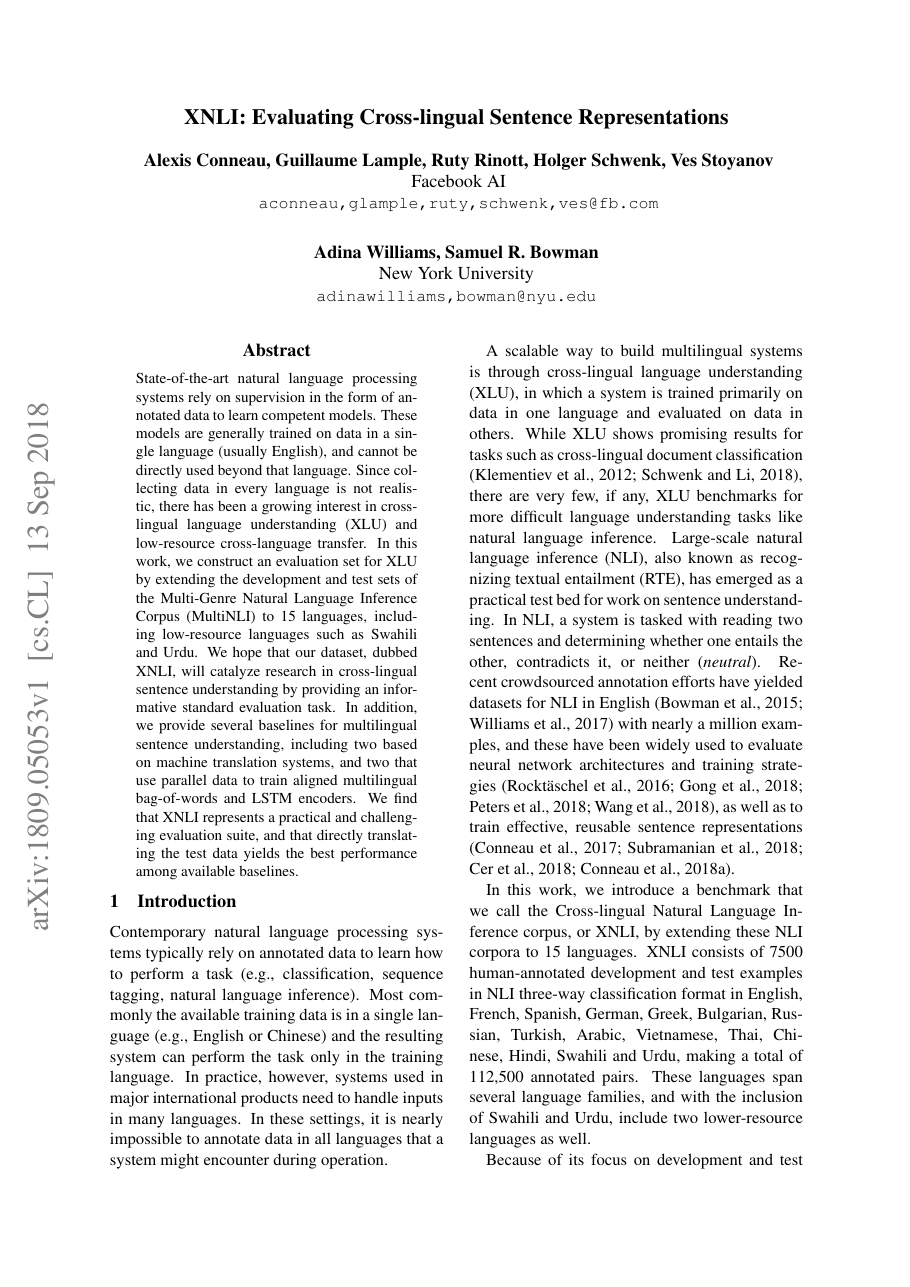 XNLI: Evaluating Cross-lingual Sentence Representations
Alexis Conneau, Guillaume Lample, Ruty Rinott, Holger Schwenk, Ves Stoyanov
Facebook AI
aconneau,glample,ruty,schwenk,ves@fb.com
Adina Williams, Samuel R. Bowman
New York University
adinawilliams,bowman@nyu.edu
arXiv:1809.05053v1 [cs.CL] 13 Sep 2018
Abstract
State-of-the-art natural language processing
systems rely on supervision in the form of an-
notated data to learn competent models. These
models are generally trained on data in a sin-
gle language (usually English), and cannot be
directly used beyond that language. Since col-
lecting data in every language is not realis-
tic, there has been a growing interest in cross-
lingual language understanding (XLU) and
low-resource cross-language transfer. In this
work, we construct an evaluation set for XLU
by extending the development and test sets of
the Multi-Genre Natural Language Inference
Corpus (MultiNLI) to 15 languages, includ-
ing low-resource languages such as Swahili
and Urdu. We hope that our dataset, dubbed
XNLI, will catalyze research in cross-lingual
sentence understanding by providing an infor-
mative standard evaluation task. In addition,
we provide several baselines for multilingual
sentence understanding, including two based
on machine translation systems, and two that
use parallel data to train aligned multilingual
bag-of-words and LSTM encoders. We find
that XNLI represents a practical and challeng-
ing evaluation suite, and that directly translat-
ing the test data yields the best performance
among available baselines.
1 Introduction
Contemporary natural language processing sys-
tems typically rely on annotated data to learn how
to perform a task (e.g., classification, sequence
tagging, natural language inference). Most com-
monly the available training data is in a single lan-
guage (e.g., English or Chinese) and the resulting
system can perform the task only in the training
language. In practice, however, systems used in
major international products need to handle inputs
in many languages. In these settings, it is nearly
impossible to annotate data in all languages that a
system might encounter during operation.
A scalable way to build multilingual systems
is through cross-lingual language understanding
(XLU), in which a system is trained primarily on
data in one language and evaluated on data in
others. While XLU shows promising results for
tasks such as cross-lingual document classification
(Klementiev et al., 2012; Schwenk and Li, 2018),
there are very few, if any, XLU benchmarks for
more difficult language understanding tasks like
natural language inference. Large-scale natural
language inference (NLI), also known as recog-
nizing textual entailment (RTE), has emerged as a
practical test bed for work on sentence understand-
ing. In NLI, a system is tasked with reading two
sentences and determining whether one entails the
other, contradicts it, or neither (neutral). Re-
cent crowdsourced annotation efforts have yielded
datasets for NLI in English (Bowman et al., 2015;
Williams et al., 2017) with nearly a million exam-
ples, and these have been widely used to evaluate
neural network architectures and training strate-
gies (Rocktäschel et al., 2016; Gong et al., 2018;
Peters et al., 2018; Wang et al., 2018), as well as to
train effective, reusable sentence representations
(Conneau et al., 2017; Subramanian et al., 2018;
Cer et al., 2018; Conneau et al., 2018a).
In this work, we introduce a benchmark that
we call the Cross-lingual Natural Language In-
ference corpus, or XNLI, by extending these NLI
corpora to 15 languages. XNLI consists of 7500
human-annotated development and test examples
in NLI three-way classification format in English,
French, Spanish, German, Greek, Bulgarian, Rus-
sian, Turkish, Arabic, Vietnamese, Thai, Chi-
nese, Hindi, Swahili and Urdu, making a total of
112,500 annotated pairs. These languages span
several language families, and with the inclusion
of Swahili and Urdu, include two lower-resource
languages as well.
Because of its focus on development and test